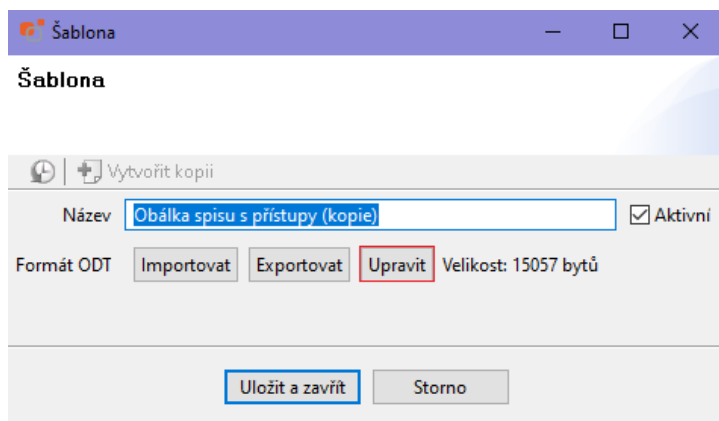 Šablona
Šablona
Vytvořit kopii
Název Obálka spisu s přístupy (kopie) Aktivní
Formát ODT Importovat Exportovat Upravit Velikost: 15057 bytů
Uložit a zavřít Storno